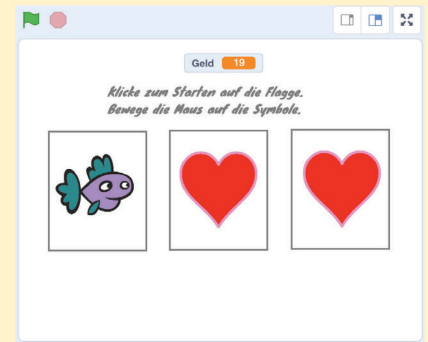 Geld 19
Klicke zum Starten auf die Flagge.
Bewege die Maus auf die Symbole.